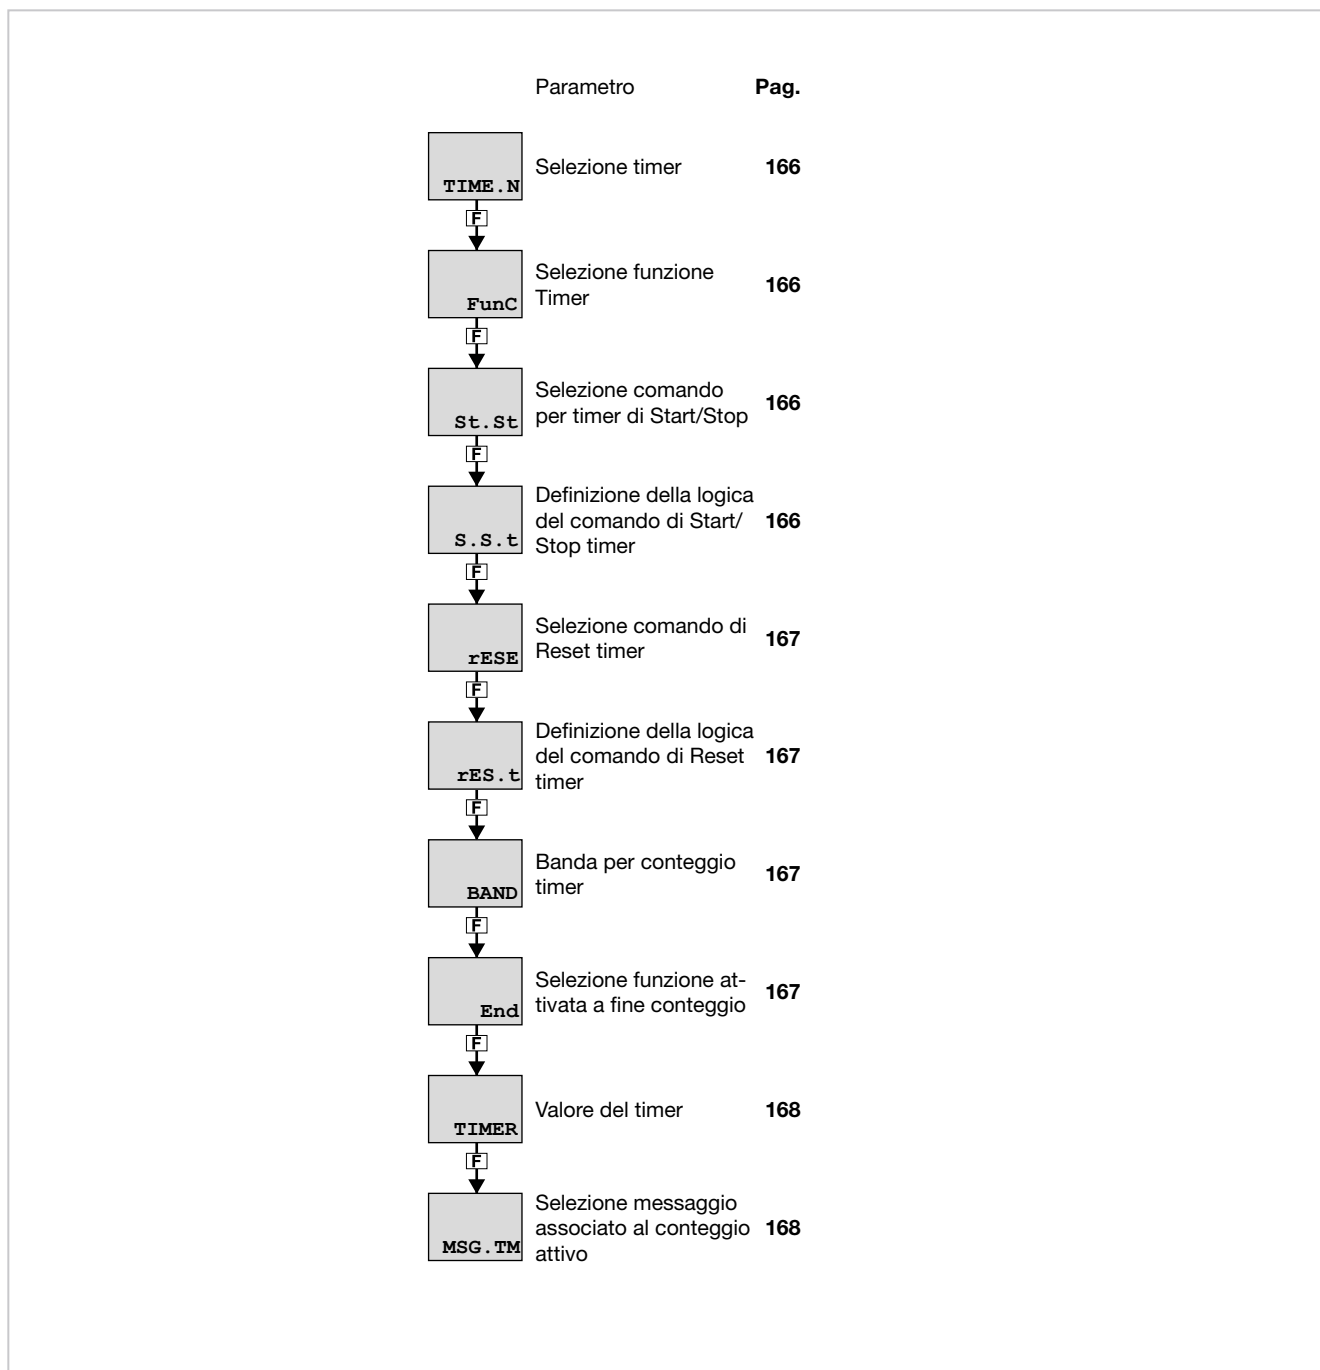 Parametro Pag.
TIME.N
Selezione timer 166
F
FunC
Selezione funzione
Timer
166
F
St.St
Selezione comando
per timer di Start/Stop
166
F
S.S.t
Definizione della logica
del comando di Start/
Stop timer
166
F
rESE
Selezione comando di
Reset timer
167
F
rES.t
Definizione della logica
del comando di Reset
timer
167
F
BAND
Banda per conteggio
timer
167
F
End
Selezione funzione at-
tivata a fine conteggio
167
F
TIMER
Valore del timer 168
F
MSG.TM
Selezione messaggio
associato al conteggio
attivo
168